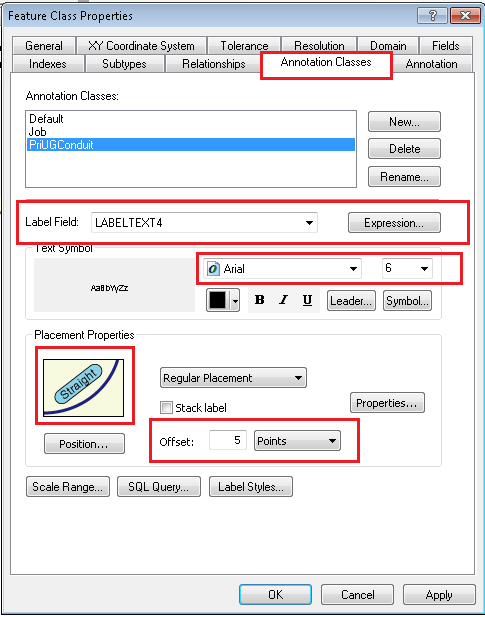 Feature Class Properties
General XY Coordinate System Tolerance Resolution Domain Fields
Indexes Subtypes Relationships Annotation Classes Annotation
Annotation Classes:
Default
Job
PriUGConduit
New...
Delete
Rename...
Label Field: LABELTEXT4 Expression...
Text Symbol
AaBbYyZz
Arial 6
B I U Leader... Symbol...
Placement Properties
Straight
Regular Placement
Stack label
Properties...
Position...
Offset: 5 Points
Scale Range... SQL Query... Label Styles...
OK Cancel Apply